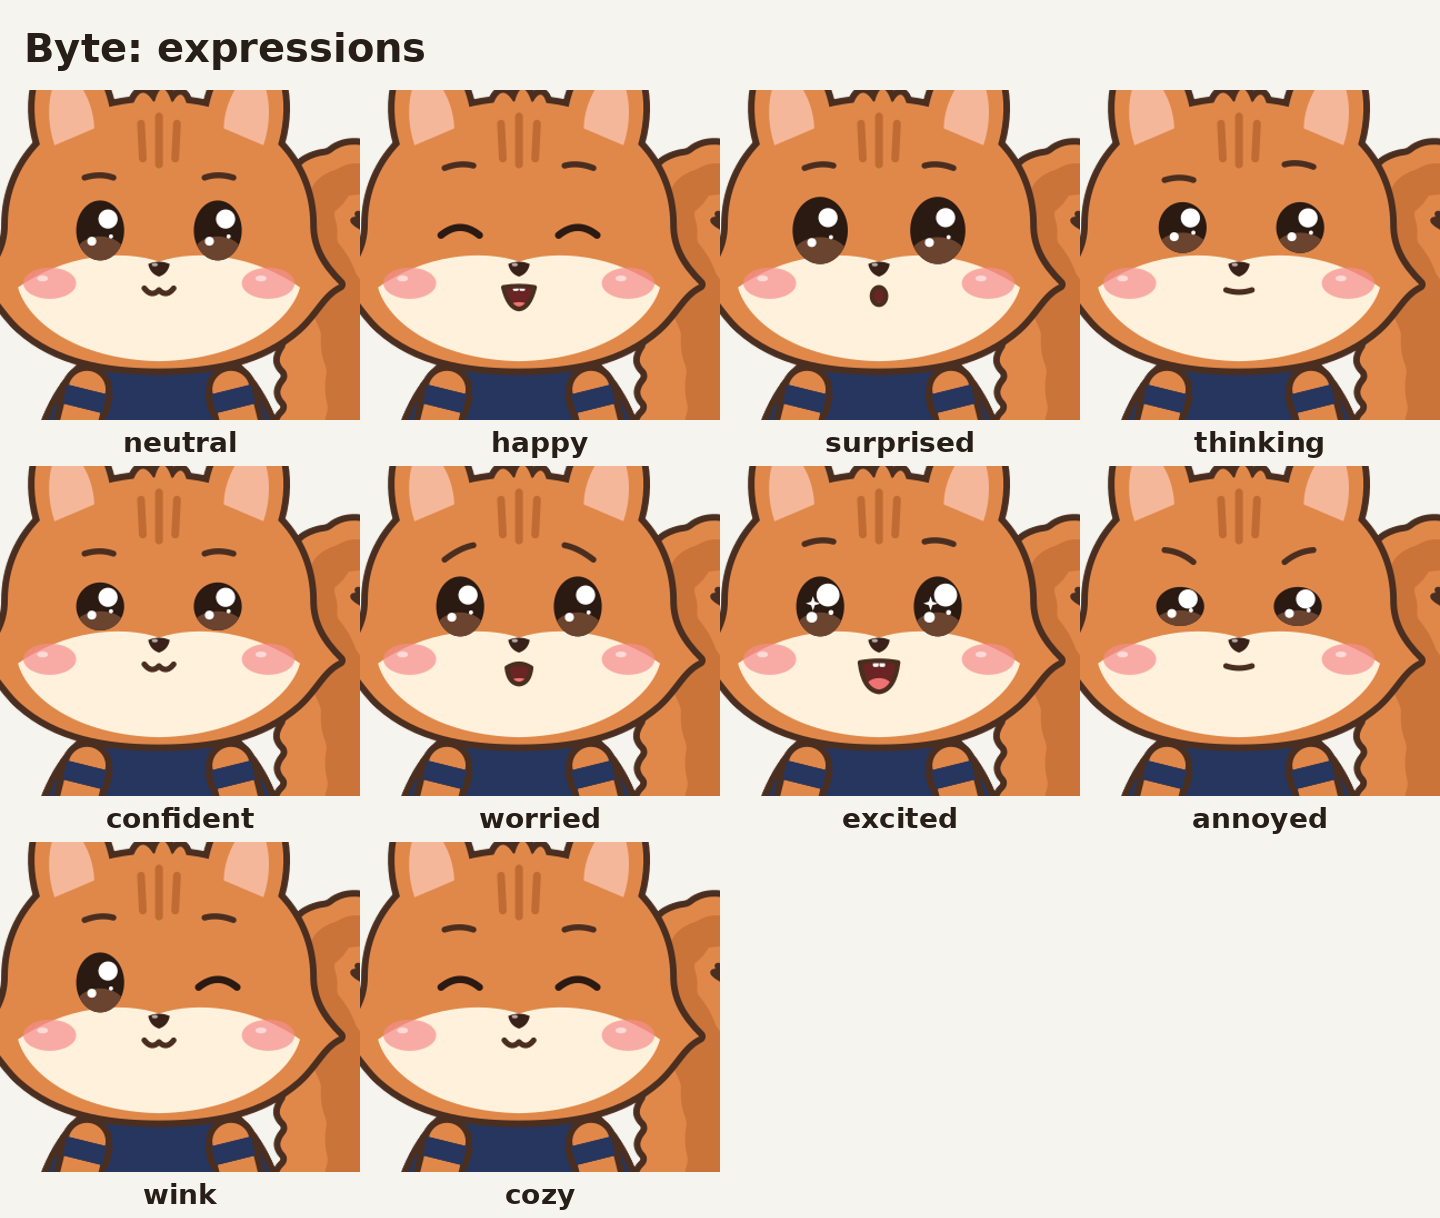 Byte: expressions
neutral
happy
surprised
thinking
confident
worried
excited
annoyed
wink
cozy